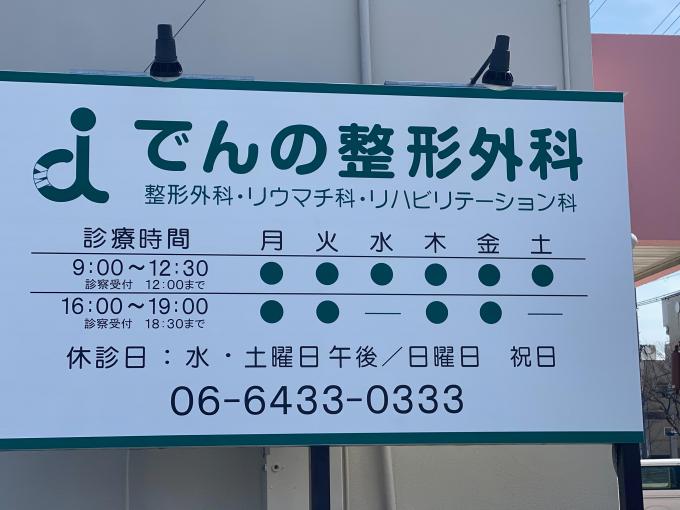 でんの整形外科
整形外科・リウマチ科・リハビリテーション科
診療時間 月 火 水 木 金 土
9:00〜12:30 ● ● ● ● ● ●
診察受付 12:00まで
16:00〜19:00 ● ● — ● ● —
診察受付 18:30まで
休診日：水・土曜日午後／日曜日 祝日
06-6433-0333